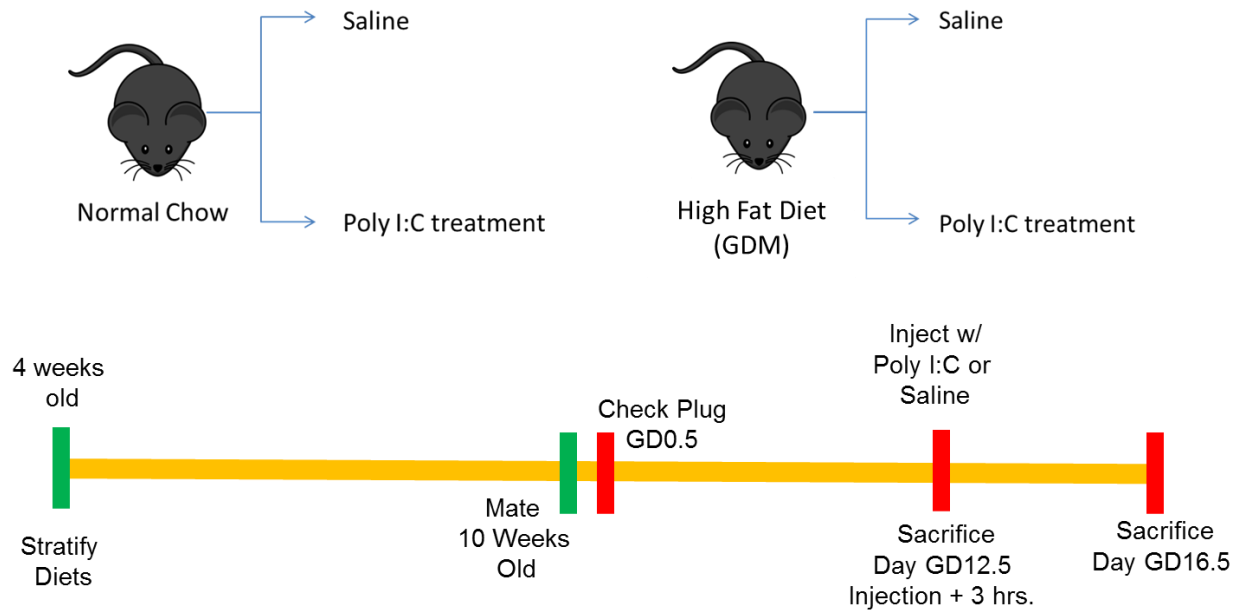 Saline
Normal Chow
Poly I:C treatment
Saline
High Fat Diet
(GDM)
Poly I:C treatment
4 weeks
old
Stratify
Diets
Mate
10 Weeks
Old
Check Plug
GD0.5
Inject w/
Poly I:C or
Saline
Sacrifice
Day GD12.5
Injection + 3 hrs.
Sacrifice
Day GD16.5